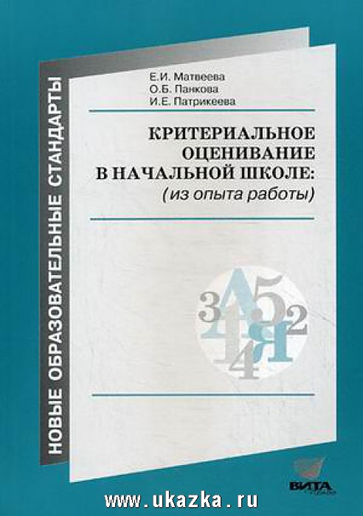 НОВЫЕ ОБРАЗОВАТЕЛЬНЫЕ СТАНДАРТЫ
Е.И. Матвеева
О.Б. Панкова
И.Е. Патрикеева
КРИТЕРИАЛЬНОЕ
ОЦЕНИВАНИЕ
В НАЧАЛЬНОЙ ШКОЛЕ:
(из опыта работы)
3 А 5 2
1 4 Я
ВИТА
www.ukazka.ru